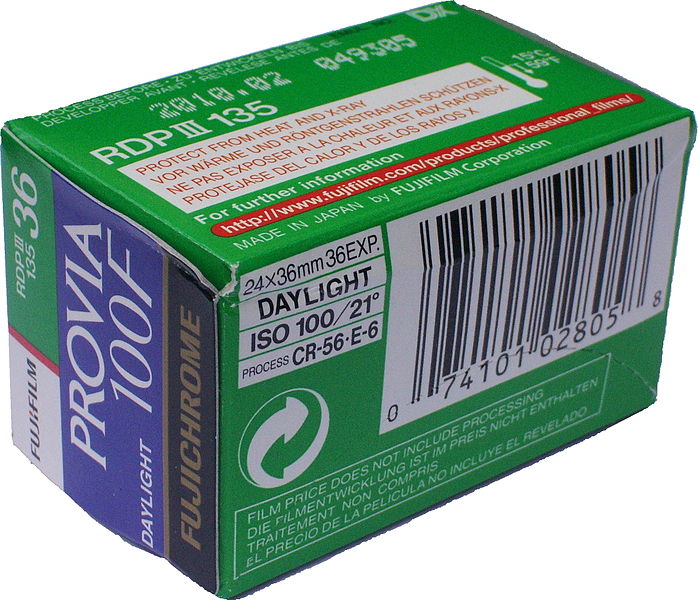 DX
PROCESS BEFORE · ZU ENTWICKELN BIS
DEVELOPPER AVANT · REVÉLESE ANTES DE
2010.02 049305
RDPIII 135
15°C
59°F
PROTECT FROM HEAT AND X-RAY
VOR WÄRME UND RÖNTGENSTRAHLEN SCHÜTZEN
NE PAS EXPOSER A LA CHALEUR ET AUX RAYONS-X
PROTEJASE DEL CALOR Y DE LOS RAYOS X
For further information
http://www.fujifilm.com/products/professional_films/
MADE IN JAPAN by FUJIFILM Corporation
RDPIII
135
36
FUJIFILM
PROVIA
100F
DAYLIGHT
FUJICHROME
24×36mm 36EXP.
DAYLIGHT
ISO 100/21°
PROCESS CR-56·E-6
0 74101 02805 8
FILM PRICE DOES NOT INCLUDE PROCESSING
DIE FILMENTWICKLUNG IST IM PREIS NICHT ENTHALTEN
TRAITEMENT NON COMPRIS
EL PRECIO DE LA PELICULA NO INCLUYE EL REVELADO